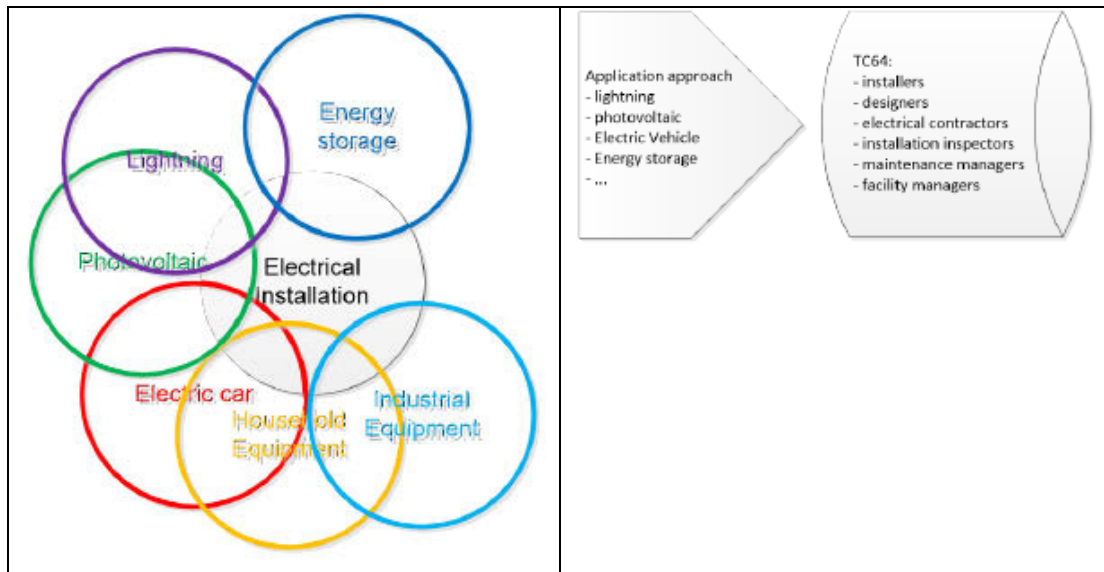 Energy
storage
Lightning
Photovoltaic
Electrical
Installation
Electric car
Household
Equipment
Industrial
Equipment
Application approach
- lightning
- photovoltaic
- Electric Vehicle
- Energy storage
- ...
TC64:
- installers
- designers
- electrical contractors
- installation inspectors
- maintenance managers
- facility managers